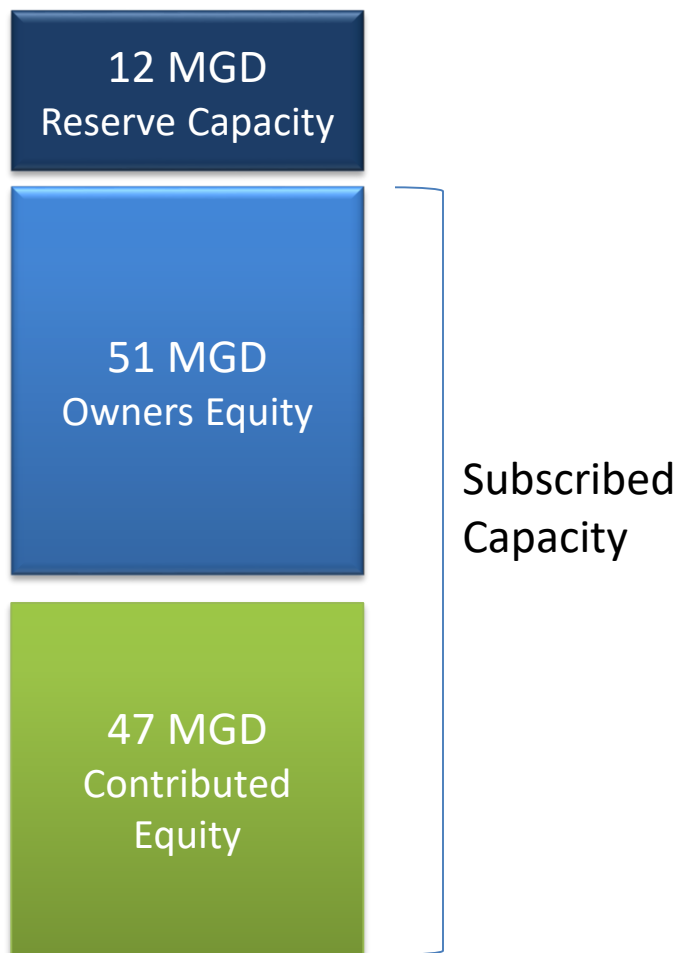 12 MGD
Reserve Capacity
51 MGD
Owners Equity
Subscribed
Capacity
47 MGD
Contributed
Equity